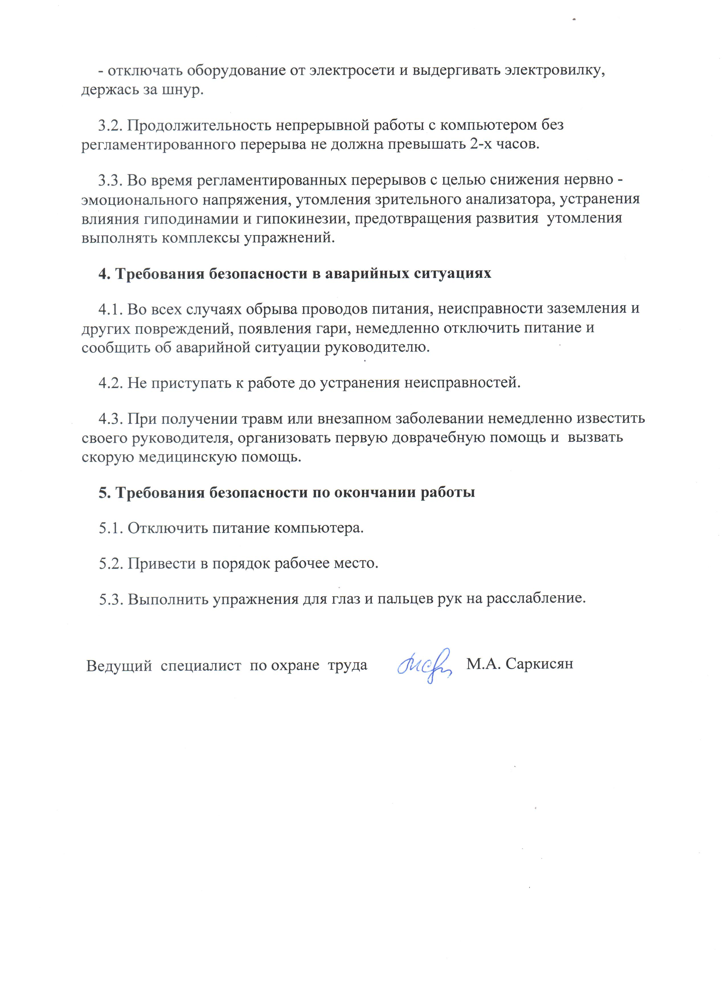 - отключать оборудование от электросети и выдергивать электровилку,
держась за шнур.
3.2. Продолжительность непрерывной работы с компьютером без
регламентированного перерыва не должна превышать 2-х часов.
3.3. Во время регламентированных перерывов с целью снижения нервно -
эмоционального напряжения, утомления зрительного анализатора, устранения
влияния гиподинамии и гипокинезии, предотвращения развития  утомления
выполнять комплексы упражнений.
4. Требования безопасности в аварийных ситуациях
4.1. Во всех случаях обрыва проводов питания, неисправности заземления и
других повреждений, появления гари, немедленно отключить питание и
сообщить об аварийной ситуации руководителю.
4.2. Не приступать к работе до устранения неисправностей.
4.3. При получении травм или внезапном заболевании немедленно известить
своего руководителя, организовать первую доврачебную помощь и  вызвать
скорую медицинскую помощь.
5. Требования безопасности по окончании работы
5.1. Отключить питание компьютера.
5.2. Привести в порядок рабочее место.
5.3. Выполнить упражнения для глаз и пальцев рук на расслабление.
Ведущий  специалист  по охране  труда М.А. Саркисян